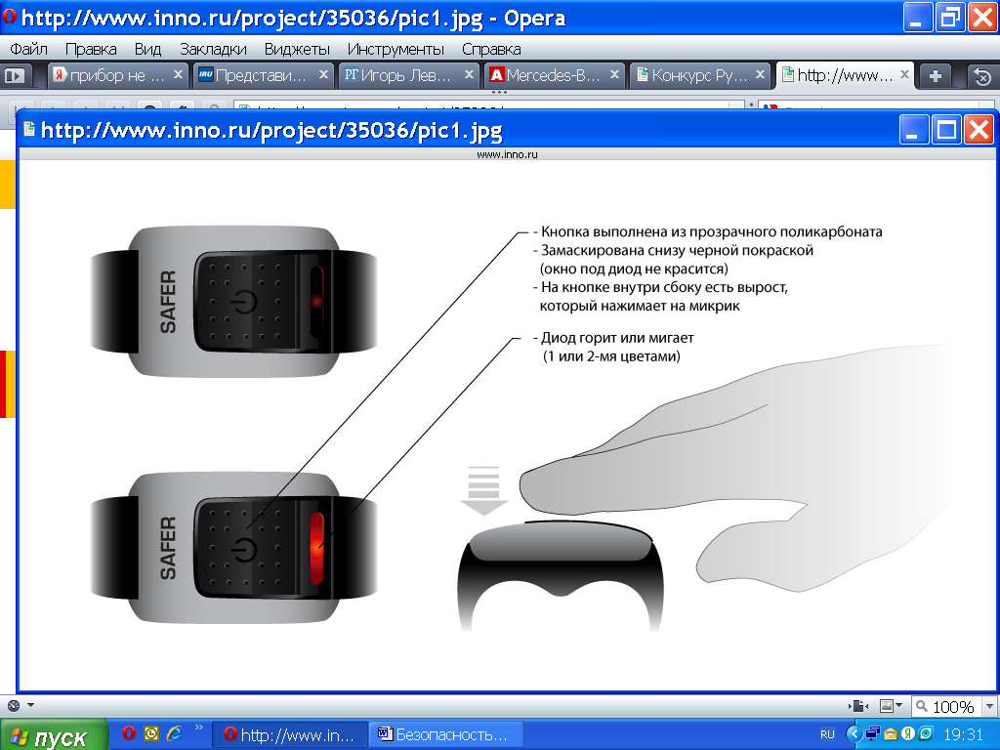 http://www.inno.ru/project/35036/pic1.jpg - Opera
Файл Правка Вид Закладки Виджеты Инструменты Справка
прибор не ... Представи... Игорь Лев... Mercedes-B... Конкурс Ру... http://www...
http://www.inno.ru/project/35036/pic1.jpg
www.inno.ru
- Кнопка выполнена из прозрачного поликарбоната
- Замаскирована снизу черной покраской
(окно под диод не красится)
- На кнопке внутри сбоку есть вырост,
который нажимает на микрик
- Диод горит или мигает
(1 или 2-мя цветами)
SAFER
SAFER
100%
пуск http://www.in... Безопасность... RU 19:31